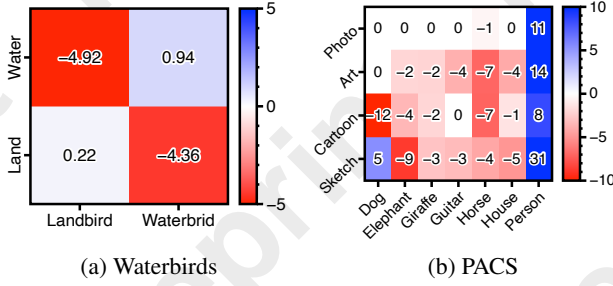 Water
Land
−4.92 0.94
0.22 −4.36
Landbird Waterbrid
5
0
−5
(a) Waterbirds
Photo
Art
Cartoon
Sketch
0 0 0 0 −1 0 11
0 −2 −2 −4 −7 −4 14
−12 −4 −2 0 −7 −1 8
5 −9 −3 −3 −4 −5 31
Dog Elephant Giraffe Guitar Horse House Person
10
5
0
−5
−10
(b) PACS